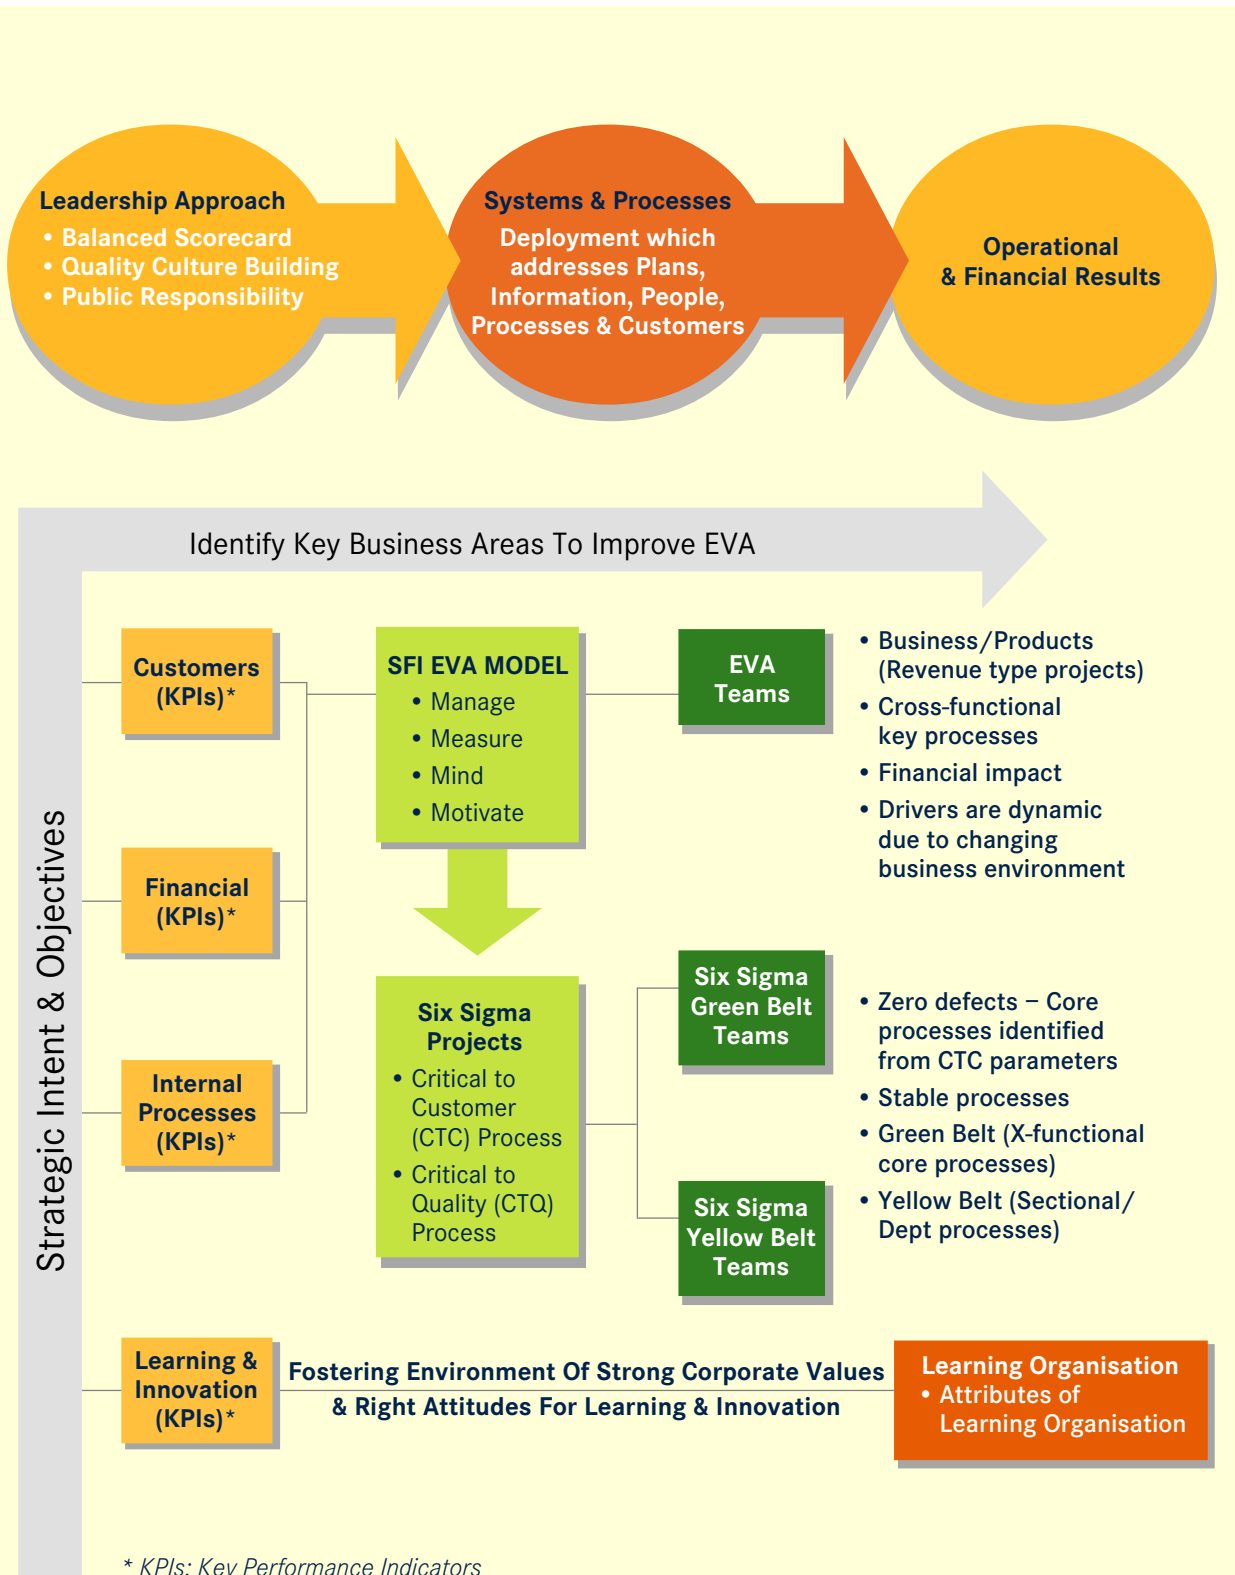 Leadership Approach
• Balanced Scorecard
• Quality Culture Building
• Public Responsibility
Systems & Processes
Deployment which
addresses Plans,
Information, People,
Processes & Customers
Operational
& Financial Results
Identify Key Business Areas To Improve EVA
Strategic Intent & Objectives
Customers
(KPIs)*
Financial
(KPIs)*
Internal
Processes
(KPIs)*
SFI EVA MODEL
• Manage
• Measure
• Mind
• Motivate
EVA
Teams
• Business/Products
(Revenue type projects)
• Cross-functional
key processes
• Financial impact
• Drivers are dynamic
due to changing
business environment
Six Sigma
Projects
• Critical to
Customer
(CTC) Process
• Critical to
Quality (CTQ)
Process
Six Sigma
Green Belt
Teams
Six Sigma
Yellow Belt
Teams
• Zero defects – Core
processes identified
from CTC parameters
• Stable processes
• Green Belt (X-functional
core processes)
• Yellow Belt (Sectional/
Dept processes)
Learning &
Innovation
(KPIs)*
Fostering Environment Of Strong Corporate Values
& Right Attitudes For Learning & Innovation
Learning Organisation
• Attributes of
Learning Organisation
* KPIs: Key Performance Indicators